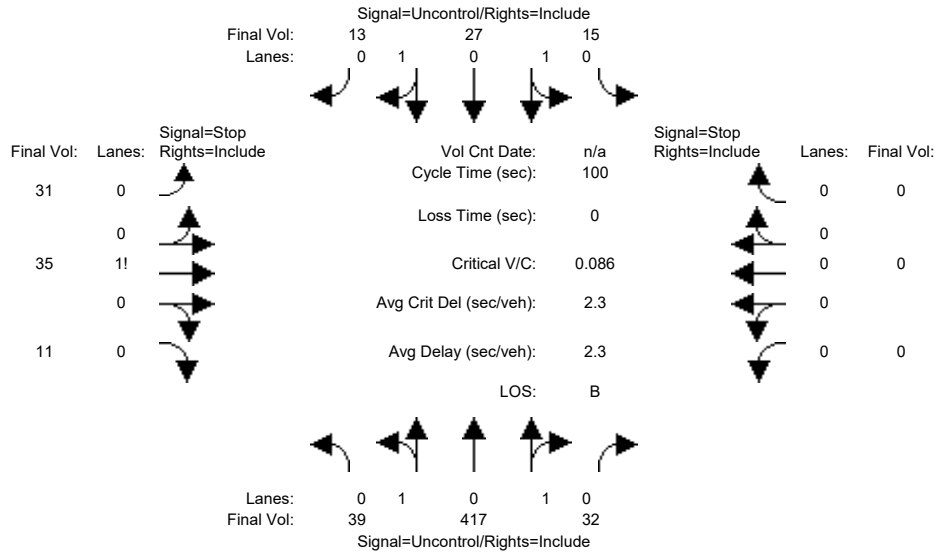 Signal=Uncontrol/Rights=Include
Final Vol: 13 27 15
Lanes: 0 1 0 1 0
Signal=Stop Signal=Stop
Final Vol: Lanes: Rights=Include Vol Cnt Date: n/a Rights=Include Lanes: Final Vol:
Cycle Time (sec): 100
31 0 0 0
Loss Time (sec): 0
0 0
35 1! Critical V/C: 0.086 0 0
0 Avg Crit Del (sec/veh): 2.3 0
11 0 Avg Delay (sec/veh): 2.3 0 0
LOS: B
Lanes: 0 1 0 1 0
Final Vol: 39 417 32
Signal=Uncontrol/Rights=Include